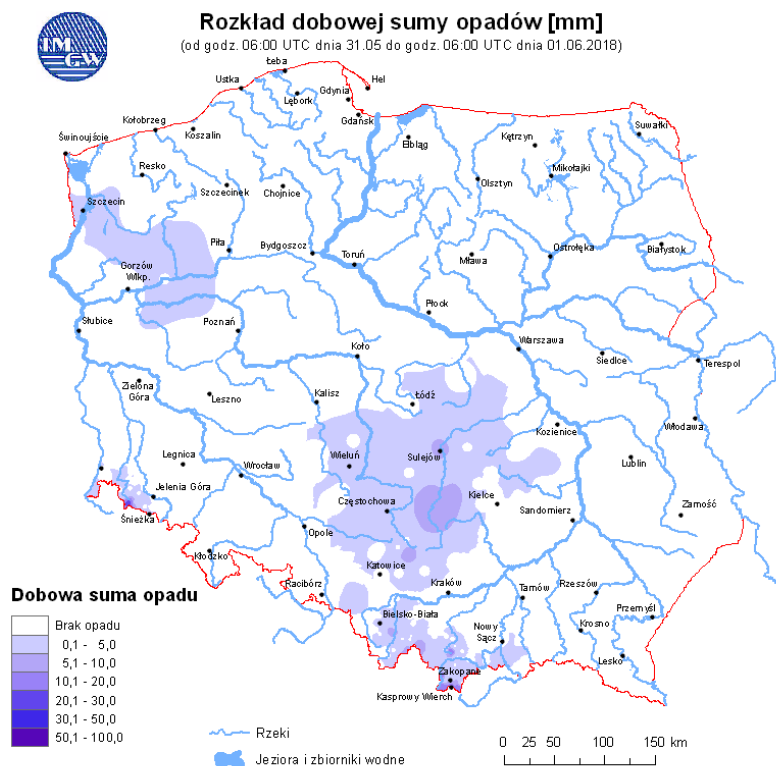 Rozkład dobowej sumy opadów [mm]
(od godz. 06:00 UTC dnia 31.05 do godz. 06:00 UTC dnia 01.06.2018)
IM
GW
Łeba
Ustka
Hel
Gdynia
Lębork
Gdańsk
Kołobrzeg
Koszalin
Suwałki
Elbląg
Kętrzyn
Świnoujście
Resko
Mikołajki
Olsztyn
Szczecinek
Chojnice
Szczecin
Piła
Bydgoszcz
Toruń
Mława
Ostrołęka
Białystok
Gorzów
Wlkp.
Płock
Słubice
Poznań
Koło
Warszawa
Siedlce
Terespol
Zielona
Góra
Leszno
Kalisz
Łódź
Kozienice
Włodawa
Legnica
Wrocław
Wieluń
Sulejów
Lublin
Jelenia Góra
Częstochowa
Kielce
Sandomierz
Zamość
Śnieżka
Opole
Kłodzko
Katowice
Racibórz
Kraków
Tarnów
Rzeszów
Przemyśl
Bielsko-Biała
Nowy
Sącz
Krosno
Lesko
Zakopane
Kasprowy Wierch
Dobowa suma opadu
Brak opadu
0,1 - 5,0
5,1 - 10,0
10,1 - 20,0
20,1 - 30,0
30,1 - 50,0
50,1 - 100,0
Rzeki
Jeziora i zbiorniki wodne
0 25 50 100 150 km